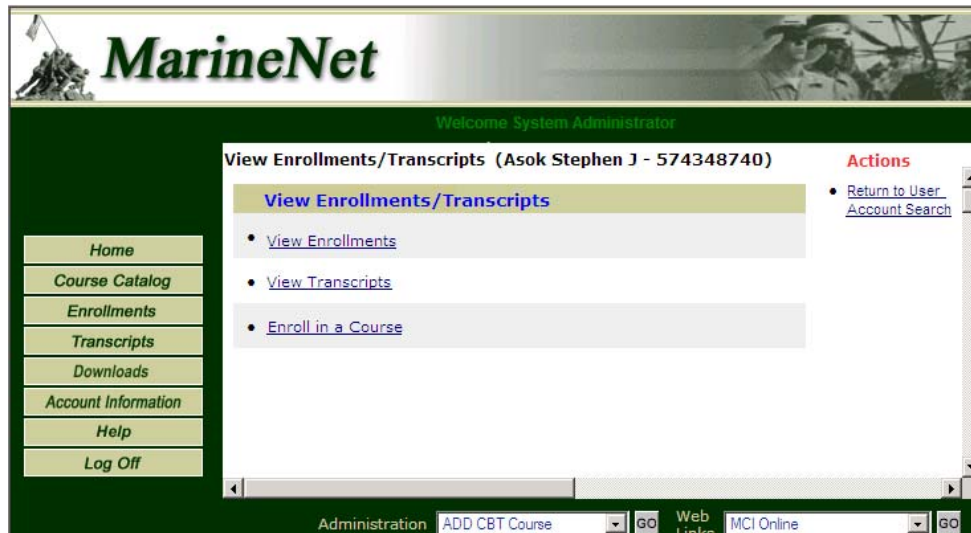 MarineNet
Welcome System Administrator
View Enrollments/Transcripts (Asok Stephen J - 574348740)
Actions
Return to User
Account Search
View Enrollments/Transcripts
View Enrollments
View Transcripts
Enroll in a Course
Home
Course Catalog
Enrollments
Transcripts
Downloads
Account Information
Help
Log Off
Administration ADD CBT Course GO Web Links MCI Online GO